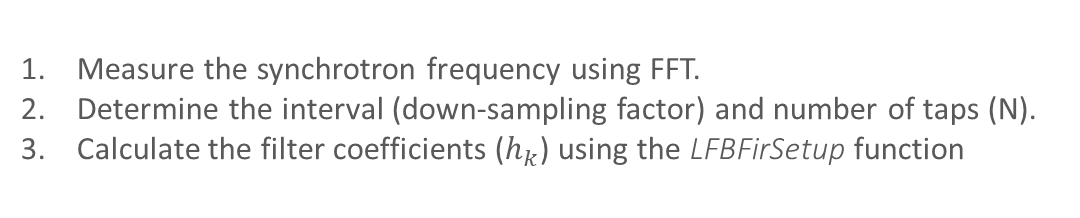 1. Measure the synchrotron frequency using FFT.
2. Determine the interval (down-sampling factor) and number of taps (N).
3. Calculate the filter coefficients (hₖ) using the LFBFirSetup function